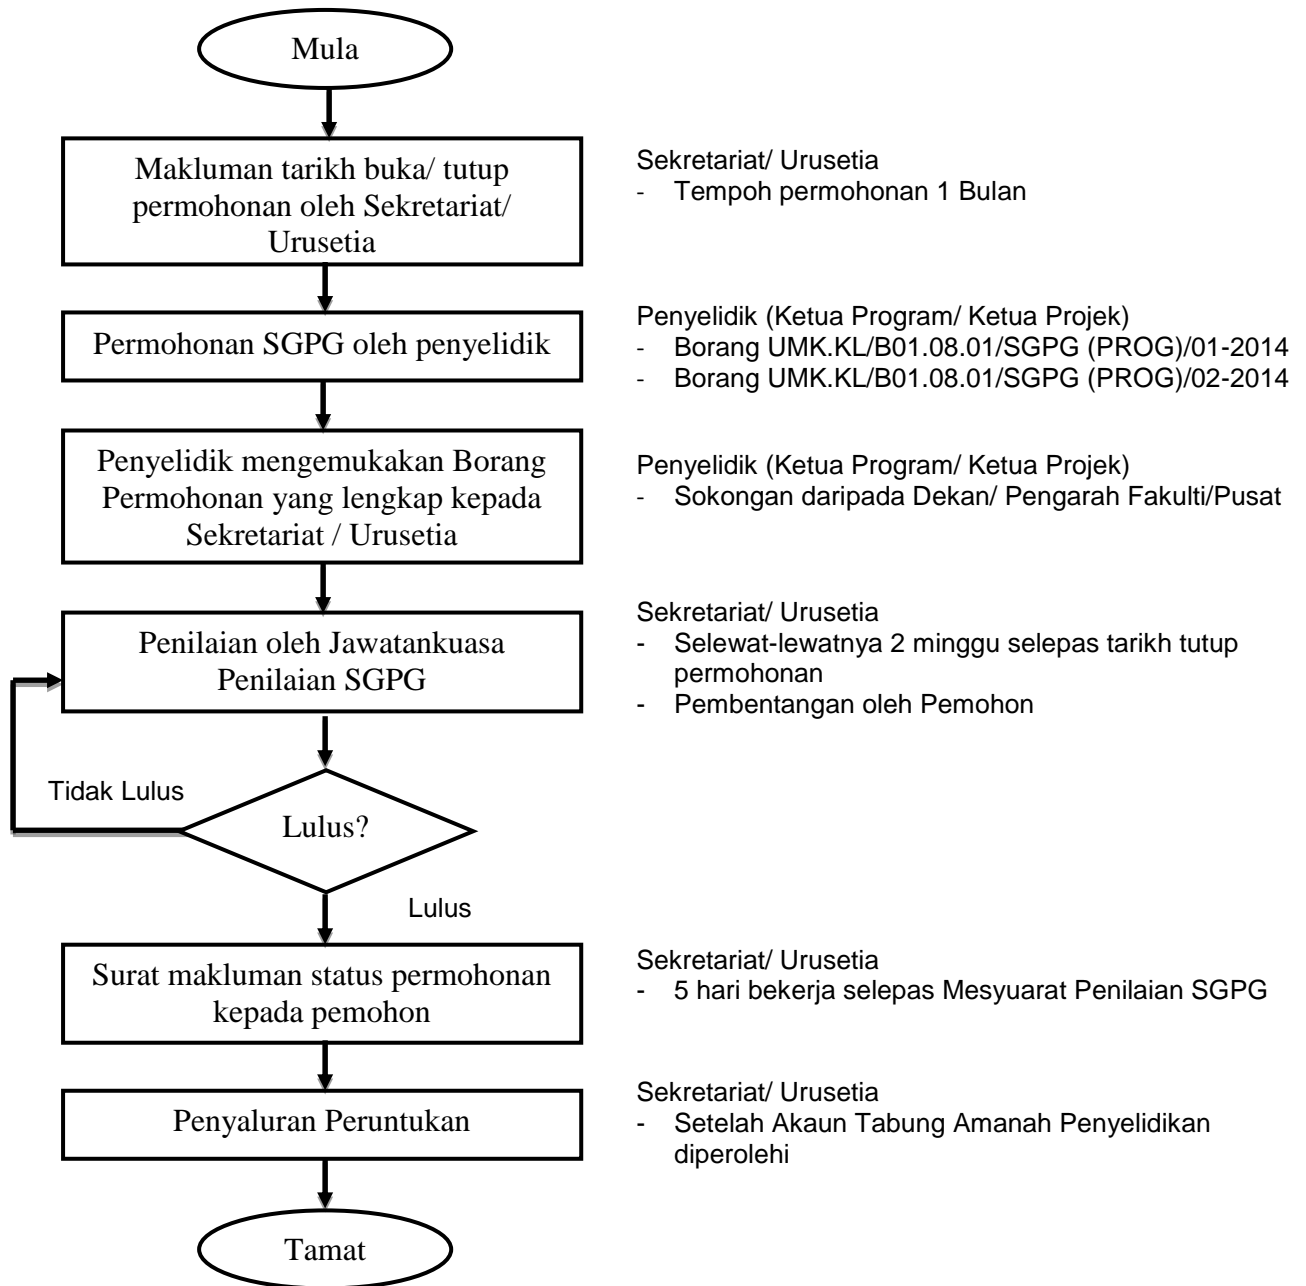 Mula
Makluman tarikh buka/ tutup
permohonan oleh Sekretariat/
Urusetia
Sekretariat/ Urusetia
- Tempoh permohonan 1 Bulan
Permohonan SGPG oleh penyelidik
Penyelidik (Ketua Program/ Ketua Projek)
- Borang UMK.KL/B01.08.01/SGPG (PROG)/01-2014
- Borang UMK.KL/B01.08.01/SGPG (PROG)/02-2014
Penyelidik mengemukakan Borang
Permohonan yang lengkap kepada
Sekretariat / Urusetia
Penyelidik (Ketua Program/ Ketua Projek)
- Sokongan daripada Dekan/ Pengarah Fakulti/Pusat
Penilaian oleh Jawatankuasa
Penilaian SGPG
Sekretariat/ Urusetia
- Selewat-lewatnya 2 minggu selepas tarikh tutup
permohonan
- Pembentangan oleh Pemohon
Tidak Lulus
Lulus?
Lulus
Surat makluman status permohonan
kepada pemohon
Sekretariat/ Urusetia
- 5 hari bekerja selepas Mesyuarat Penilaian SGPG
Penyaluran Peruntukan
Sekretariat/ Urusetia
- Setelah Akaun Tabung Amanah Penyelidikan
diperolehi
Tamat